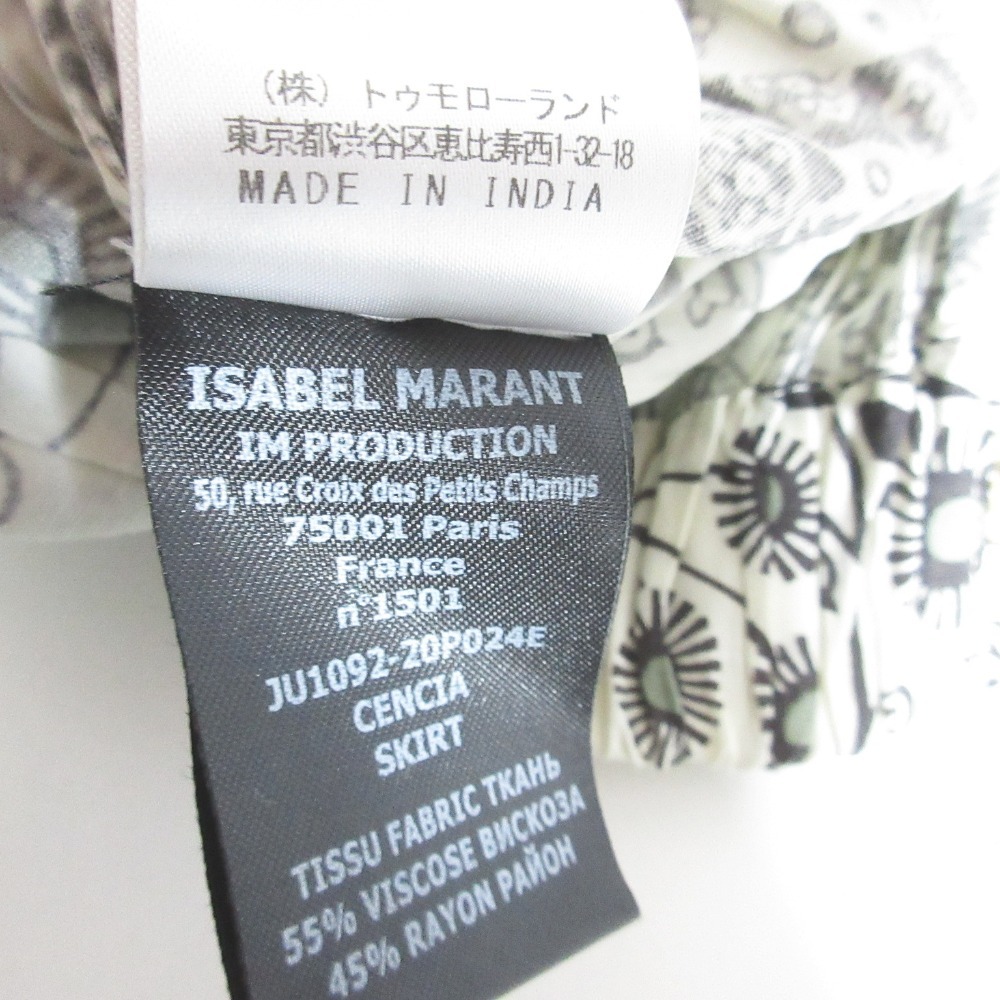 (株) トゥモローランド
東京都渋谷区恵比寿西1-32-18
MADE IN INDIA
ISABEL MARANT
IM PRODUCTION
50, rue Croix des Petits Champs
75001 Paris
France
n°1501
JU1092-20P024E
CENCIA
SKIRT
TISSU FABRIC ТКАНЬ
55% VISCOSE ВИСКОЗА
45% RAYON РАЙОН